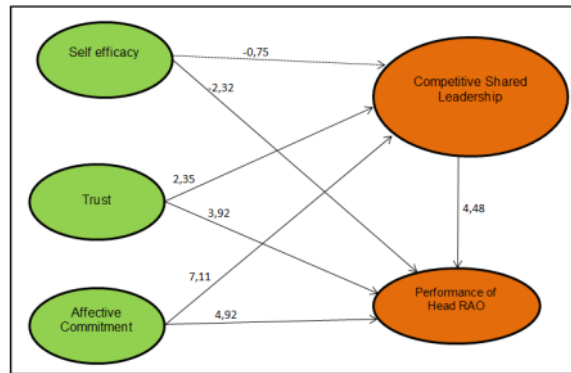 Self efficacy
-0,75
Competitive Shared
Leadership
-2,32
Trust
2,35
3,92
4,48
7,11
Affective
Commitment
4,92
Performance of
Head RAO